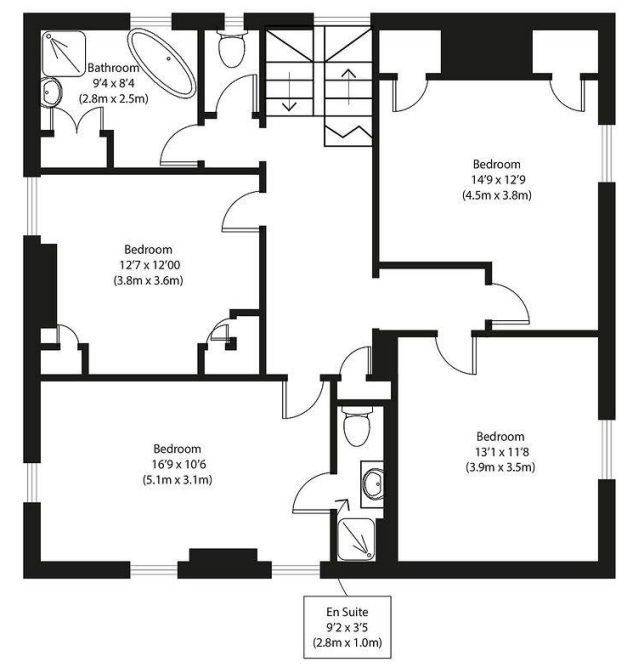 Bathroom
9'4 x 8'4
(2.8m x 2.5m)
Bedroom
14'9 x 12'9
(4.5m x 3.8m)
Bedroom
12'7 x 12'00
(3.8m x 3.6m)
Bedroom
16'9 x 10'6
(5.1m x 3.1m)
Bedroom
13'1 x 11'8
(3.9m x 3.5m)
En Suite
9'2 x 3'5
(2.8m x 1.0m)